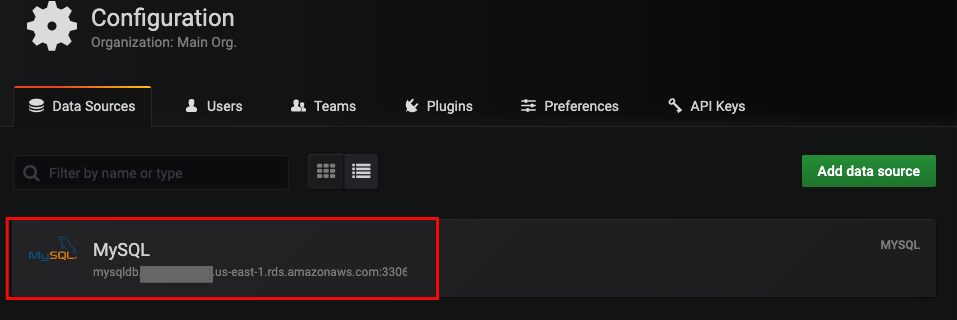 Configuration
Organization: Main Org.
Data Sources Users Teams Plugins Preferences API Keys
Filter by name or type Add data source
MySQL MySQL MYSQL
mysqldb. .us-east-1.rds.amazonaws.com:3306